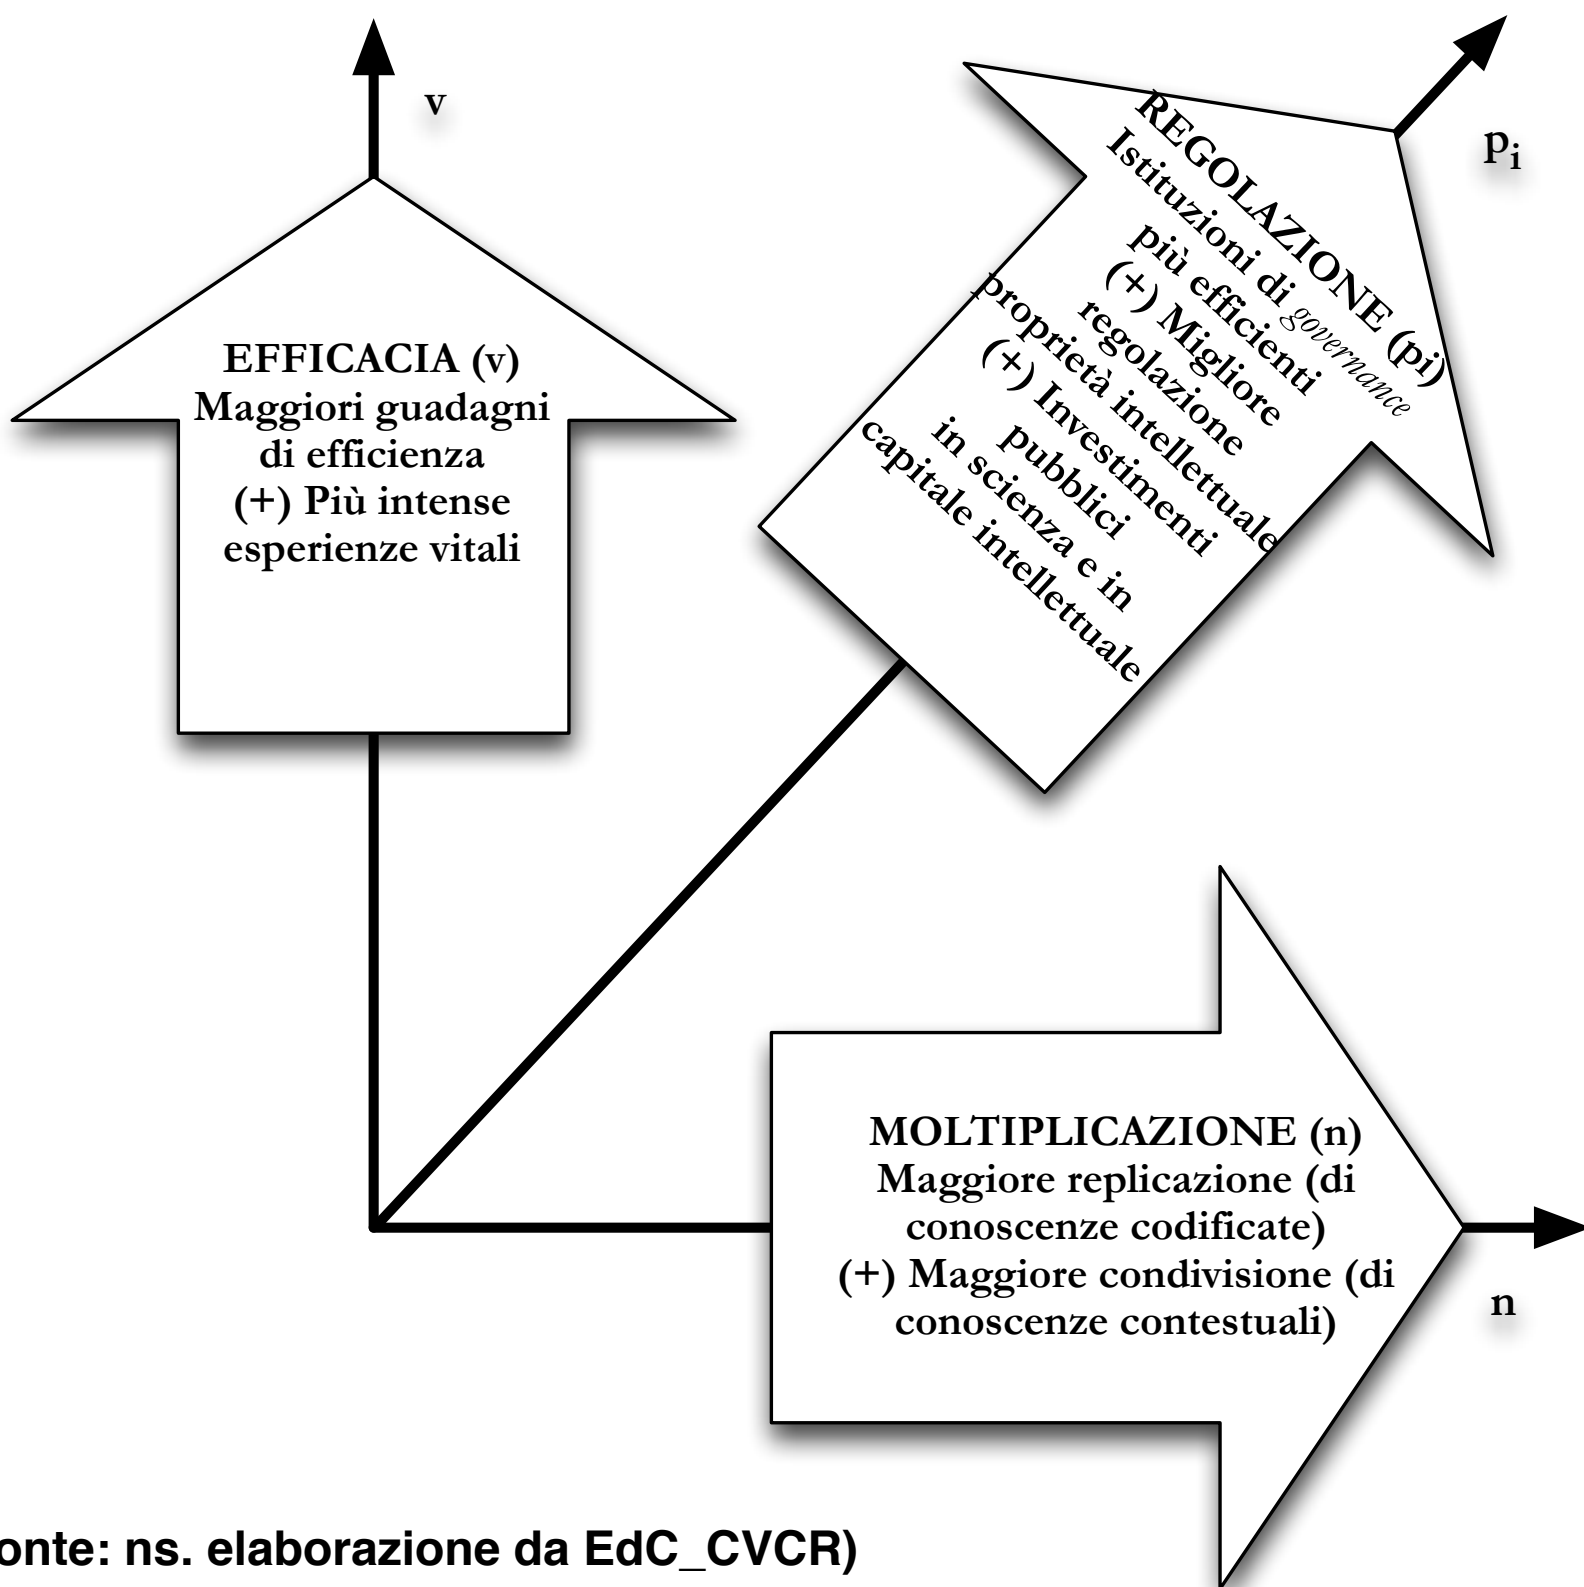 v
EFFICACIA (v)
Maggiori guadagni
di efficienza
(+) Più intense
esperienze vitali
p i
REGOLAZIONE (pi)
Istituzioni di governance
più efficienti
(+) Migliore
regolazione
proprietà intellettuale
(+) Investimenti
pubblici
in scienza e in
capitale intellettuale
MOLTIPLICAZIONE (n)
Maggiore replicazione (di
conoscenze codificate)
(+) Maggiore condivisione (di
conoscenze contestuali)
n
onte: ns. elaborazione da EdC_CVCR)